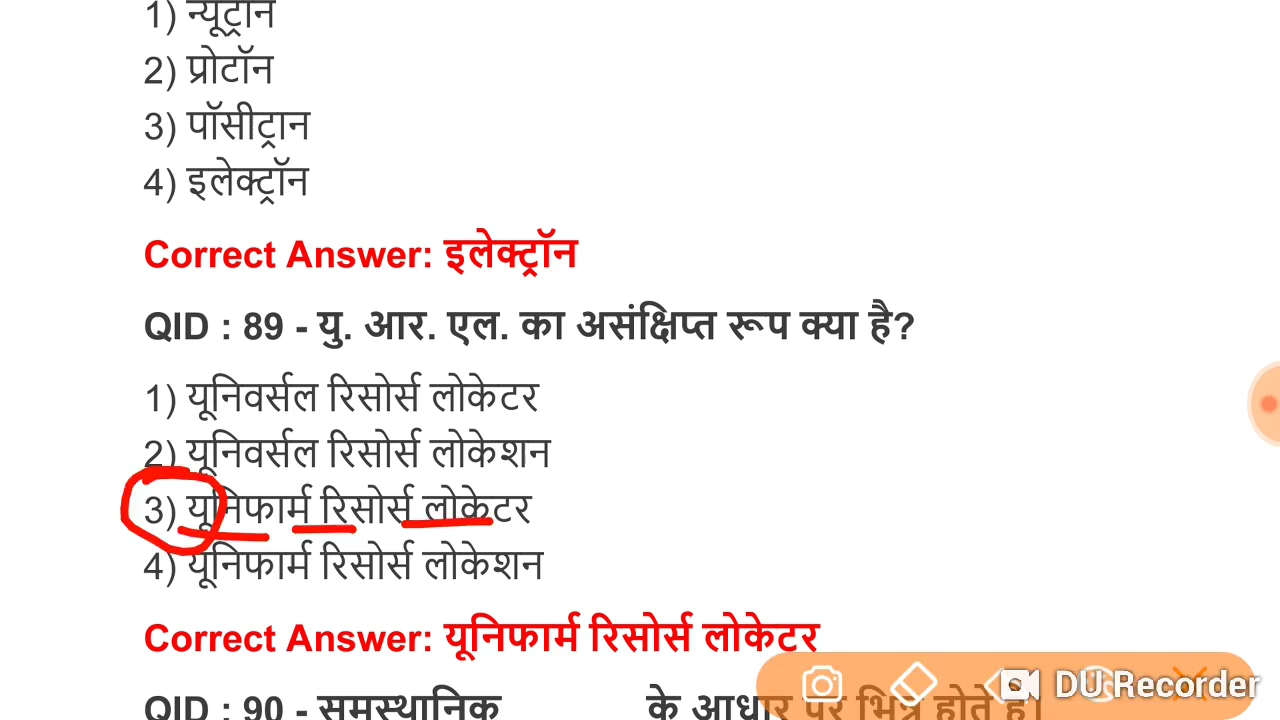 1) न्यूट्रान
2) प्रोटॉन
3) पॉसीट्रान
4) इलेक्ट्रॉन
Correct Answer: इलेक्ट्रॉन
QID : 89 - यु. आर. एल. का असंक्षिप्त रूप क्या है?
1) यूनिवर्सल रिसोर्स लोकेटर
2) यूनिवर्सल रिसोर्स लोकेशन
3) यूनिफार्म रिसोर्स लोकेटर
4) यूनिफार्म रिसोर्स लोकेशन
Correct Answer: यूनिफार्म रिसोर्स लोकेटर
QID : 90 - समस्थानिक के आधार पर भिन्न होते हैं।
DU Recorder